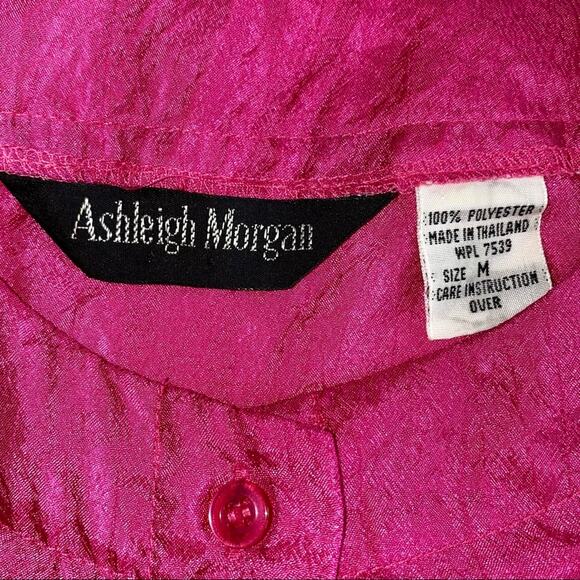 Ashleigh Morgan
100% POLYESTER
MADE IN THAILAND
WPL 7539
SIZE M
CARE INSTRUCTION
OVER